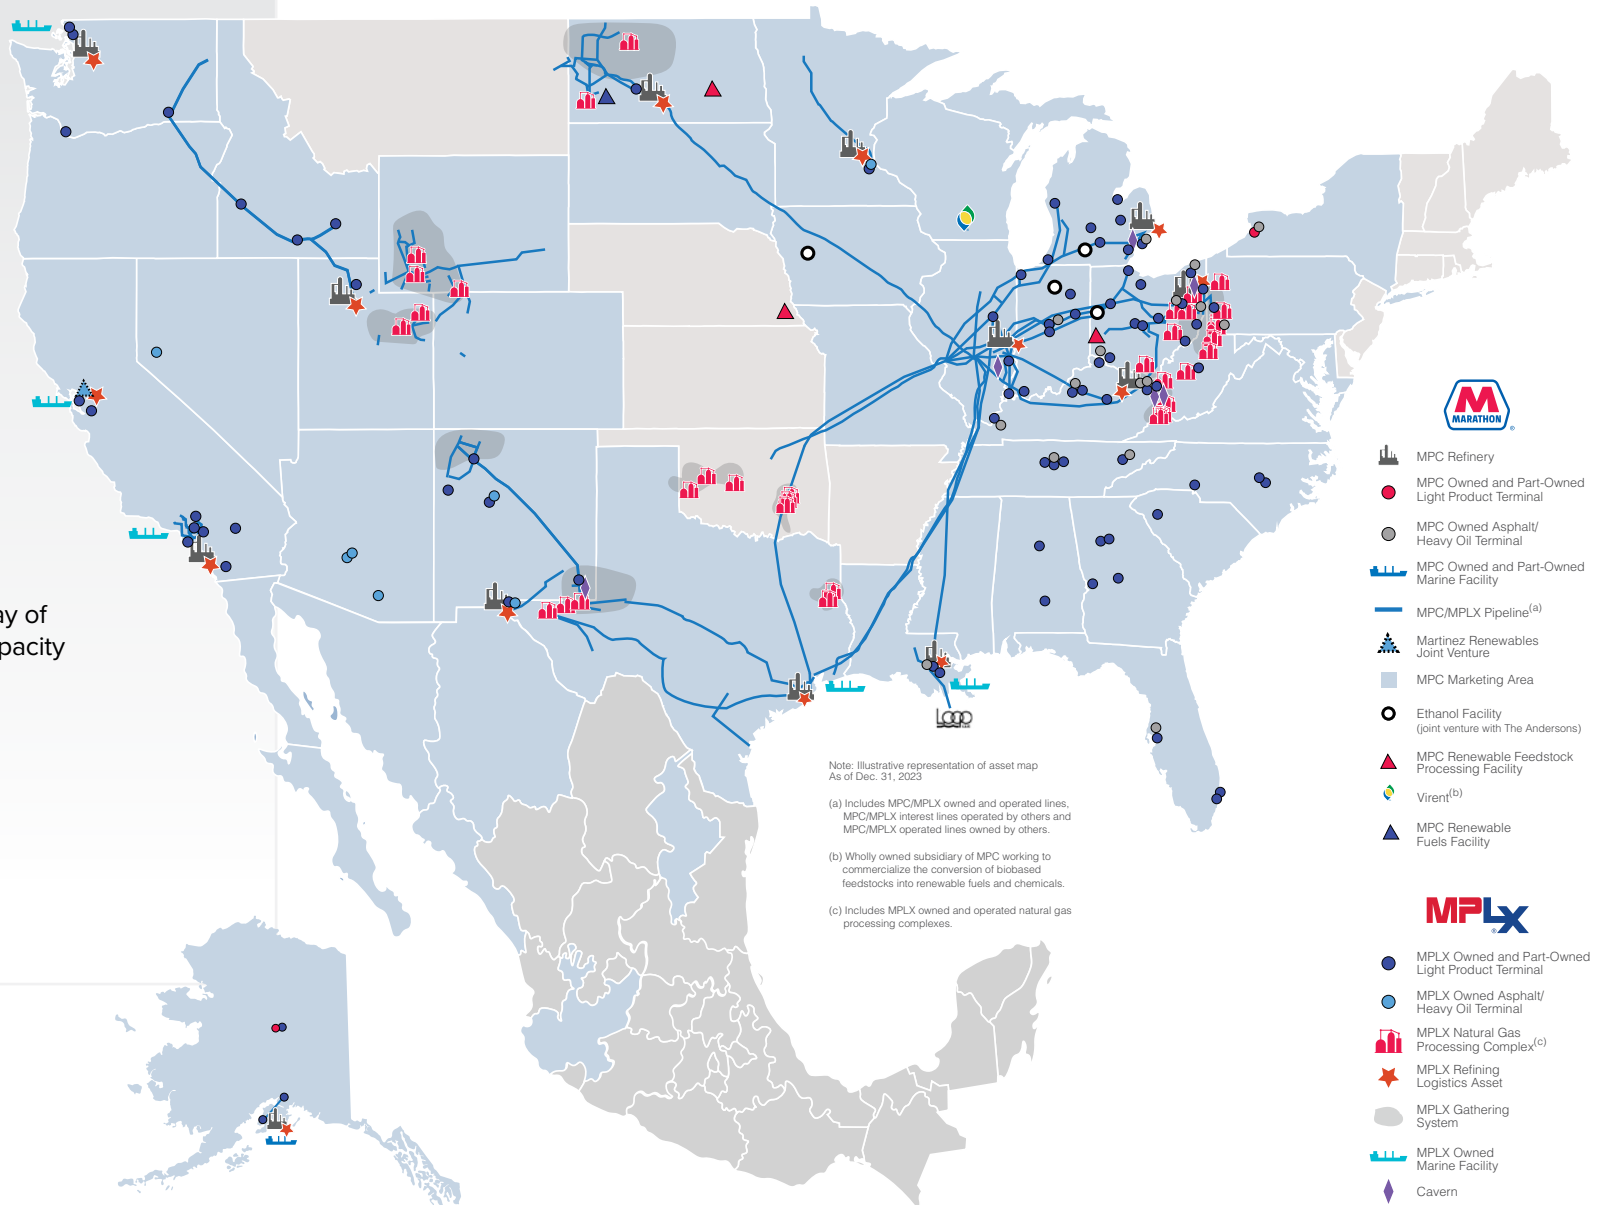 ay of
pacity
M
MARATHON
®
MPC Refinery
MPC Owned and Part-Owned
Light Product Terminal
MPC Owned Asphalt/
Heavy Oil Terminal
MPC Owned and Part-Owned
Marine Facility
MPC/MPLX Pipeline(a)
Martinez Renewables
Joint Venture
MPC Marketing Area
Ethanol Facility
(joint venture with The Andersons)
MPC Renewable Feedstock
Processing Facility
Virent(b)
MPC Renewable
Fuels Facility
LOOP
Note: Illustrative representation of asset map
As of Dec. 31, 2023
(a) Includes MPC/MPLX owned and operated lines,
MPC/MPLX interest lines operated by others and
MPC/MPLX operated lines owned by others.
(b) Wholly owned subsidiary of MPC working to
commercialize the conversion of biobased
feedstocks into renewable fuels and chemicals.
(c) Includes MPLX owned and operated natural gas
processing complexes.
MPLX
®
MPLX Owned and Part-Owned
Light Product Terminal
MPLX Owned Asphalt/
Heavy Oil Terminal
MPLX Natural Gas
Processing Complex(c)
MPLX Refining
Logistics Asset
MPLX Gathering
System
MPLX Owned
Marine Facility
Cavern